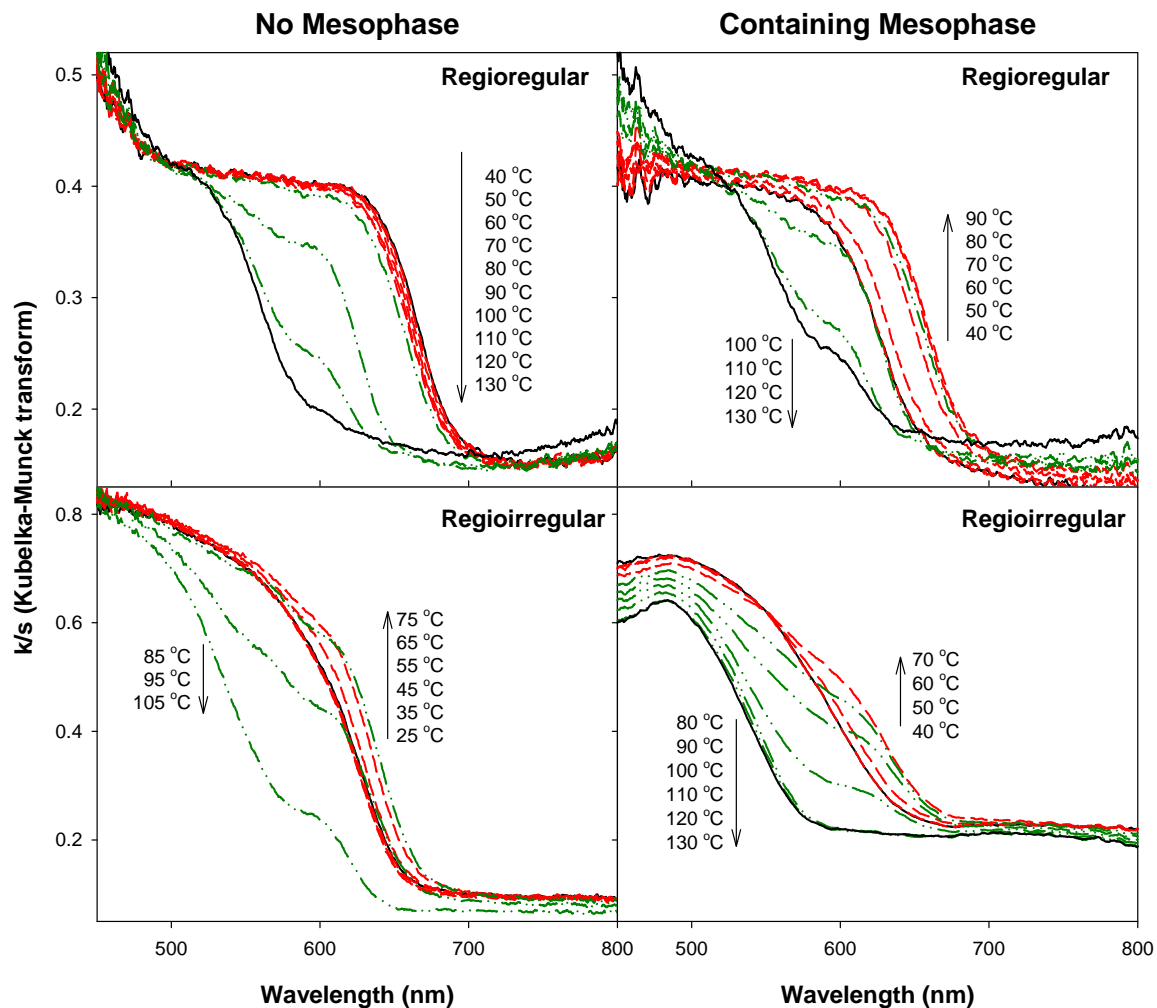 No Mesophase
Containing Mesophase
k/s (Kubelka-Munck transform)
0.5
0.4
0.3
0.2
Regioregular
40 °C
50 °C
60 °C
70 °C
80 °C
90 °C
100 °C
110 °C
120 °C
130 °C
Regioregular
90 °C
80 °C
70 °C
60 °C
50 °C
40 °C
100 °C
110 °C
120 °C
130 °C
0.8
0.6
0.4
0.2
Regioirregular
75 °C
65 °C
55 °C
45 °C
35 °C
25 °C
85 °C
95 °C
105 °C
Regioirregular
70 °C
60 °C
50 °C
40 °C
80 °C
90 °C
100 °C
110 °C
120 °C
130 °C
500 600 700 800 500 600 700 800
Wavelength (nm)
Wavelength (nm)